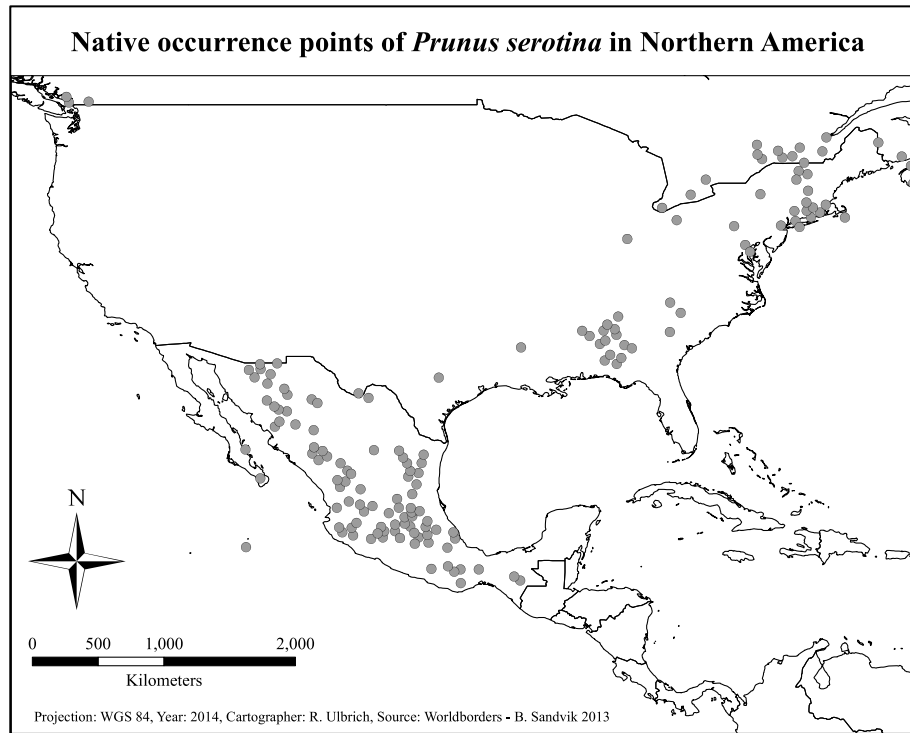 Native occurrence points of Prunus serotina in Northern America
N
0 500 1,000 2,000
Kilometers
Projection: WGS 84, Year: 2014, Cartographer: R. Ulbrich, Source: Worldborders - B. Sandvik 2013